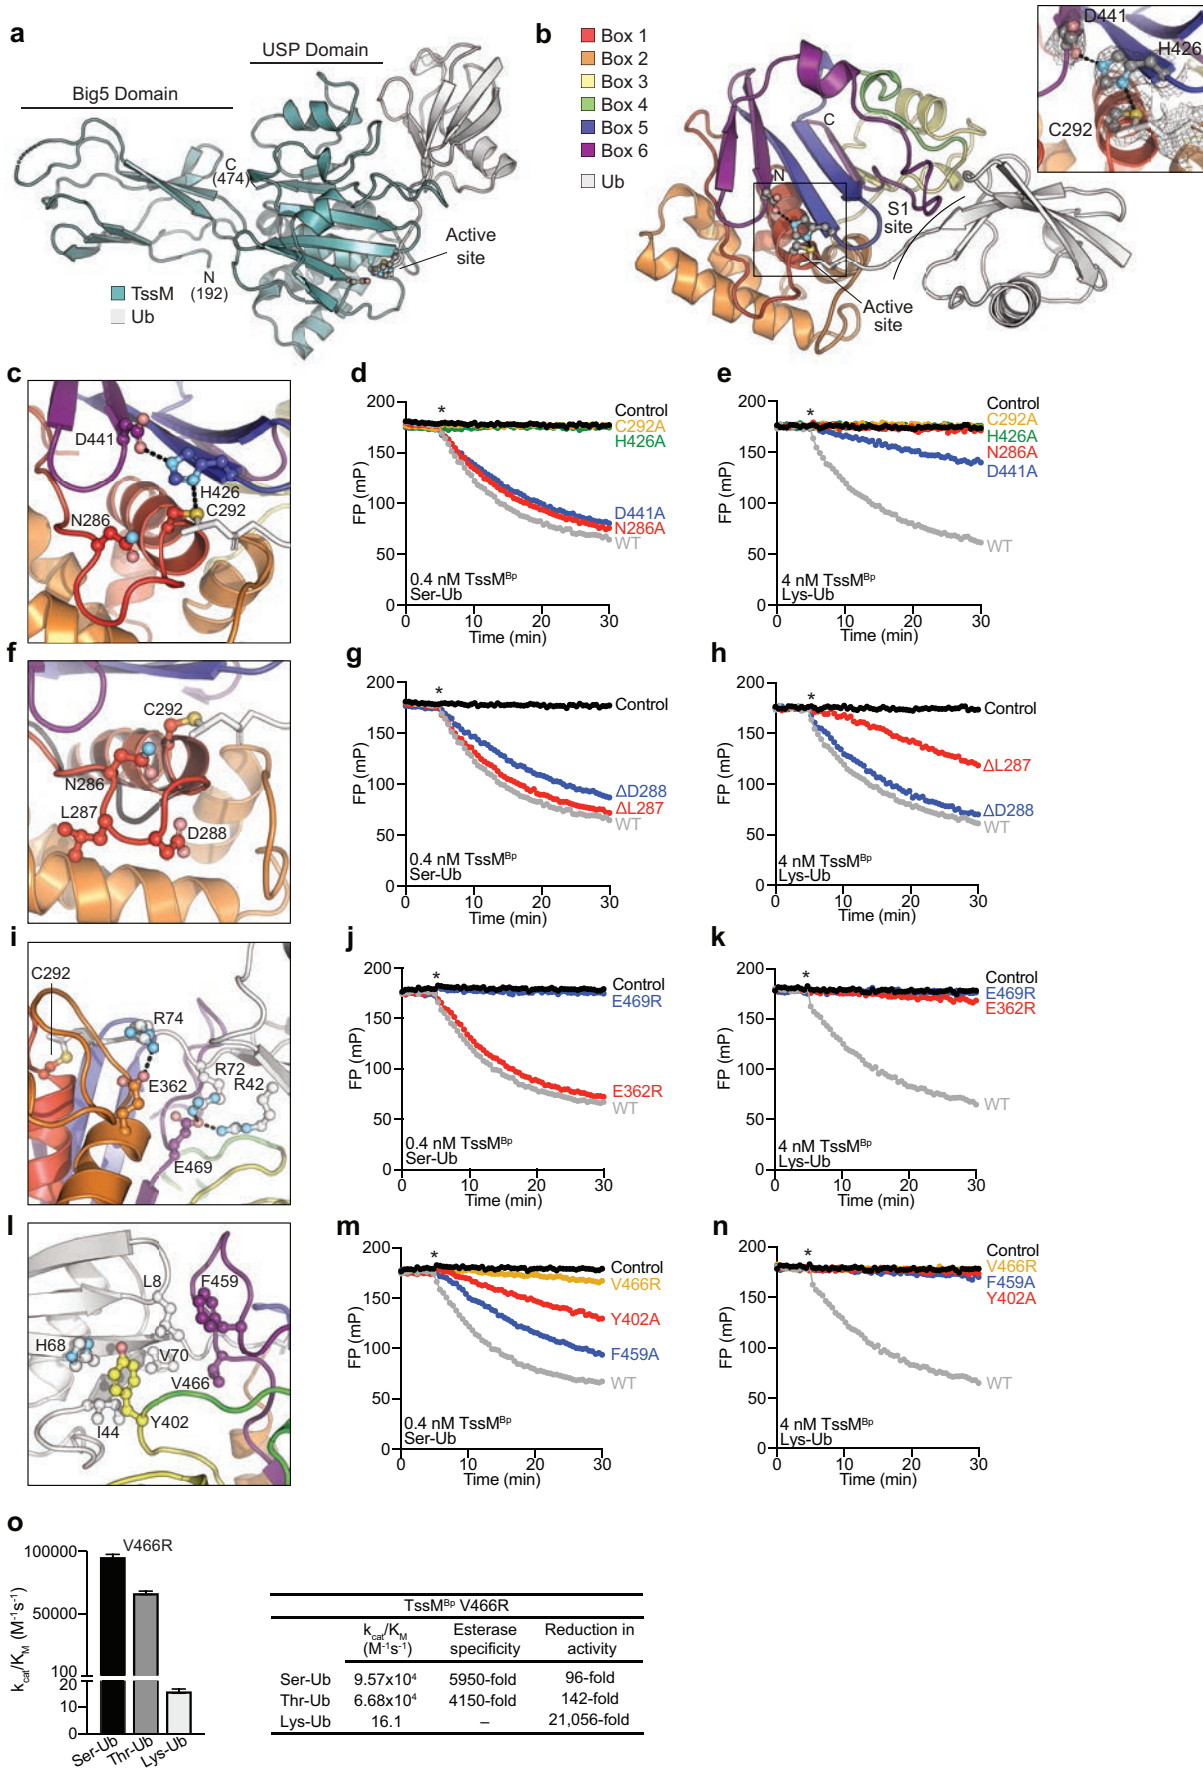 a
USP Domain
Big5 Domain
C
(474)
N
(192)
Active
site
TssM
Ub
b
Box 1
Box 2
Box 3
Box 4
Box 5
Box 6
Ub
C
N
S1
site
Active
site
D441
H426
C292
c
D441
H426
C292
N286
d
FP (mP)
200
150
100
50
0
*
Control
C292A
H426A
D441A
N286A
WT
0.4 nM TssM^Bp
Ser-Ub
0 10 20 30
Time (min)
e
FP (mP)
200
150
100
50
0
*
Control
C292A
H426A
N286A
D441A
WT
4 nM TssM^Bp
Lys-Ub
0 10 20 30
Time (min)
f
C292
N286
L287
D288
g
FP (mP)
200
150
100
50
0
*
Control
ΔD288
ΔL287
WT
0.4 nM TssM^Bp
Ser-Ub
0 10 20 30
Time (min)
h
FP (mP)
200
150
100
50
0
*
Control
ΔL287
ΔD288
WT
4 nM TssM^Bp
Lys-Ub
0 10 20 30
Time (min)
i
C292
R74
R72
E362
R42
E469
j
FP (mP)
200
150
100
50
0
*
Control
E469R
E362R
WT
0.4 nM TssM^Bp
Ser-Ub
0 10 20 30
Time (min)
k
FP (mP)
200
150
100
50
0
*
Control
E469R
E362R
WT
4 nM TssM^Bp
Lys-Ub
0 10 20 30
Time (min)
l
L8
F459
H68
V70
V466
I44
Y402
m
FP (mP)
200
150
100
50
0
*
Control
V466R
Y402A
F459A
WT
0.4 nM TssM^Bp
Ser-Ub
0 10 20 30
Time (min)
n
FP (mP)
200
150
100
50
0
*
Control
V466R
F459A
Y402A
WT
4 nM TssM^Bp
Lys-Ub
0 10 20 30
Time (min)
o
V466R
k_cat/K_M (M⁻¹s⁻¹)
100000
50000
100
20
10
0
Ser-Ub Thr-Ub Lys-Ub
TssM^Bp V466R
k_cat/K_M Esterase Reduction in
(M⁻¹s⁻¹) specificity activity
Ser-Ub 9.57x10⁴ 5950-fold 96-fold
Thr-Ub 6.68x10⁴ 4150-fold 142-fold
Lys-Ub 16.1 – 21,056-fold